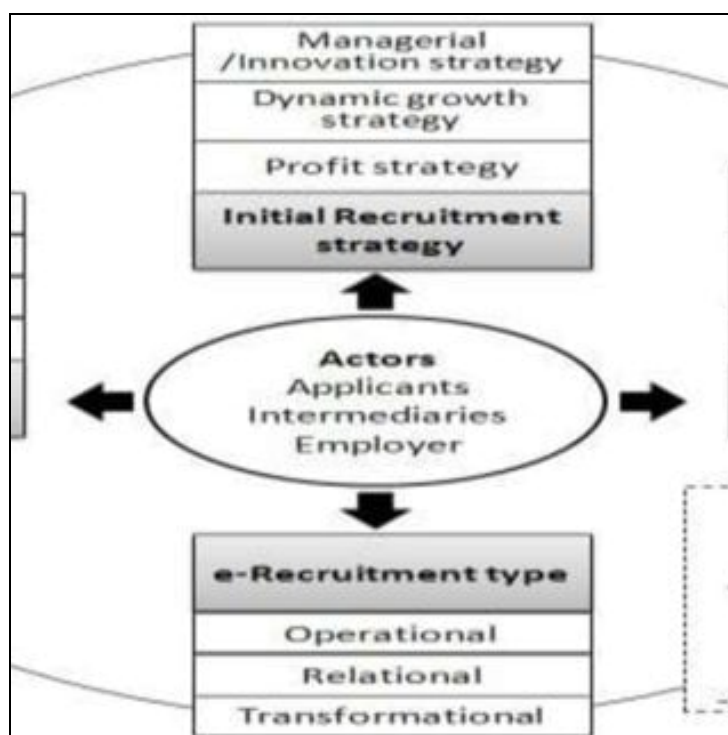 Managerial
/Innovation strategy
Dynamic growth
strategy
Profit strategy
Initial Recruitment
strategy
Actors
Applicants
Intermediaries
Employer
e-Recruitment type
Operational
Relational
Transformational